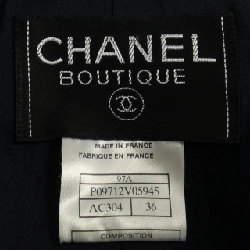 CHANEL
BOUTIQUE
MADE IN FRANCE
FABRIQUE EN FRANCE
97A
P09712V05945
AC304 36
COMPOSITION